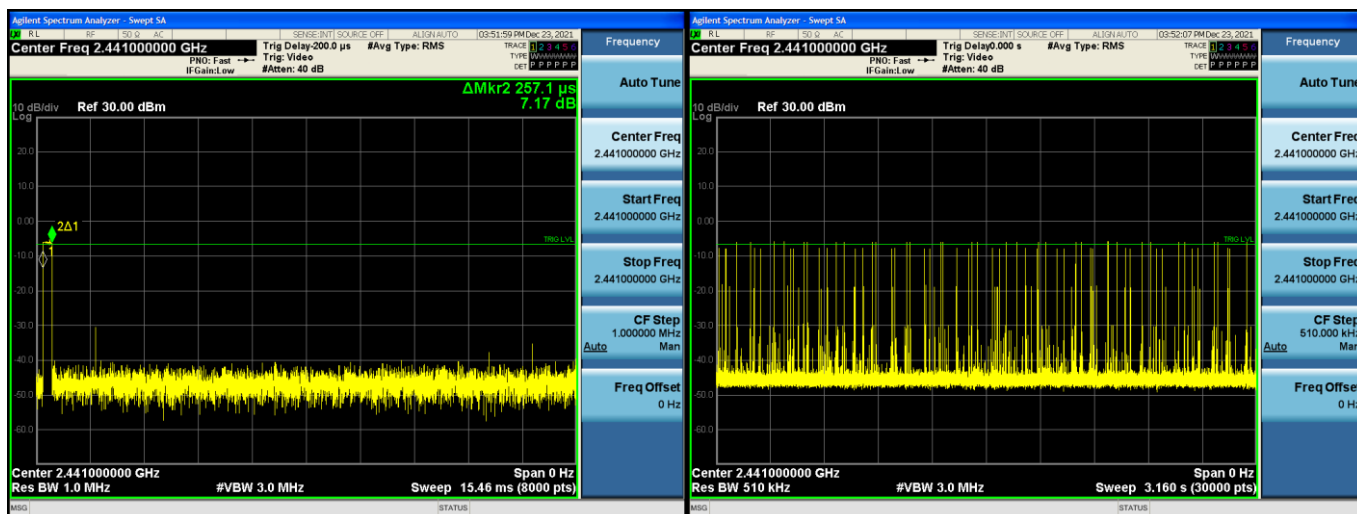 Agilent Spectrum Analyzer - Swept SA
RL RF 50 Ω AC SENSE:INT SOURCE OFF ALIGN AUTO 03:51:59 PM Dec 23, 2021
Center Freq 2.441000000 GHz
PNO: Fast
IFGain:Low
Trig Delay-200.0 µs
Trig: Video
#Atten: 40 dB
#Avg Type: RMS
TRACE 1 2 3 4 5 6
TYPE
DET P P P P P P
ΔMkr2 257.1 µs
7.17 dB
10 dB/div
Log
Ref 30.00 dBm
20.0
10.0
0.00
2Δ1
TRIG LVL
1
-10.0
-20.0
-30.0
-40.0
-50.0
-60.0
Center 2.441000000 GHz
Span 0 Hz
Res BW 1.0 MHz
#VBW 3.0 MHz
Sweep 15.46 ms (8000 pts)
MSG
STATUS
Frequency
Auto Tune
Center Freq
2.441000000 GHz
Start Freq
2.441000000 GHz
Stop Freq
2.441000000 GHz
CF Step
1.000000 MHz
Auto Man
Freq Offset
0 Hz
Agilent Spectrum Analyzer - Swept SA
RL RF 50 Ω AC SENSE:INT SOURCE OFF ALIGN AUTO 03:52:07 PM Dec 23, 2021
Center Freq 2.441000000 GHz
PNO: Fast
IFGain:Low
Trig Delay0.000 s
Trig: Video
#Atten: 40 dB
#Avg Type: RMS
TRACE 1 2 3 4 5 6
TYPE
DET P P P P P P
10 dB/div
Log
Ref 30.00 dBm
20.0
10.0
0.00
TRIG LVL
-10.0
-20.0
-30.0
-40.0
-50.0
-60.0
Center 2.441000000 GHz
Span 0 Hz
Res BW 510 kHz
#VBW 3.0 MHz
Sweep 3.160 s (30000 pts)
MSG
STATUS
Frequency
Auto Tune
Center Freq
2.441000000 GHz
Start Freq
2.441000000 GHz
Stop Freq
2.441000000 GHz
CF Step
510.000 kHz
Auto Man
Freq Offset
0 Hz